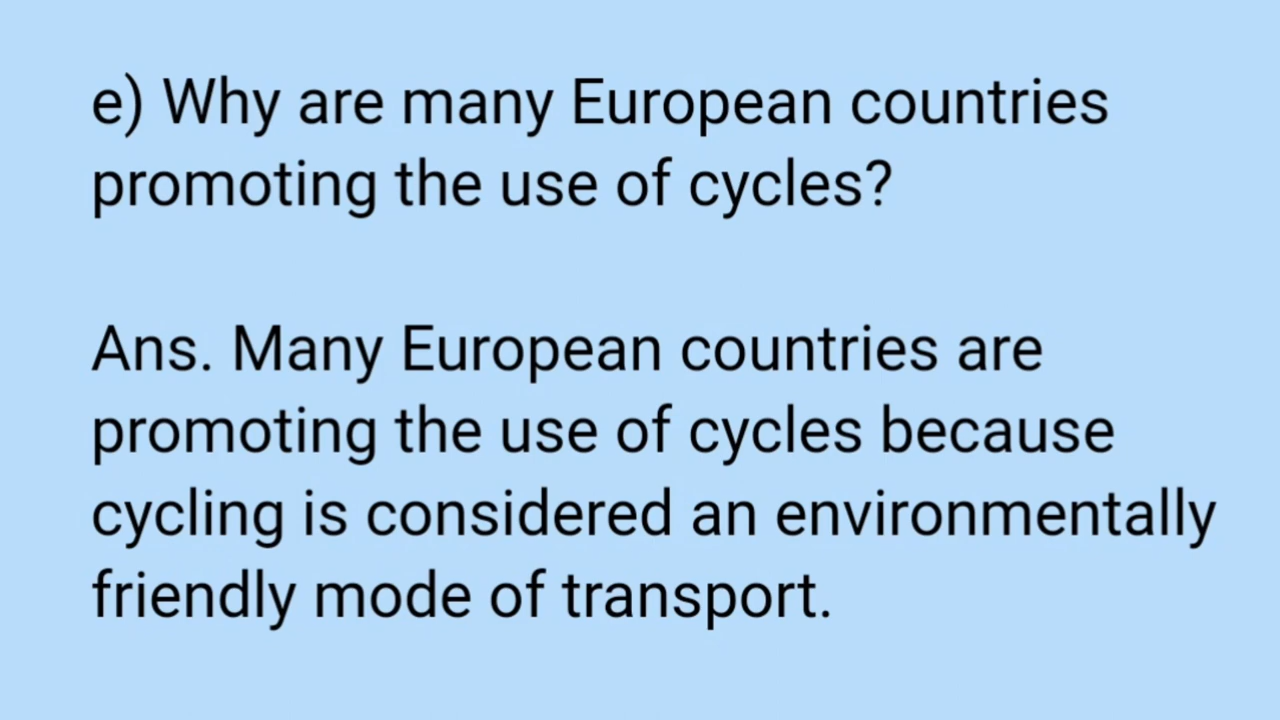 e) Why are many European countries
promoting the use of cycles?
Ans. Many European countries are
promoting the use of cycles because
cycling is considered an environmentally
friendly mode of transport.